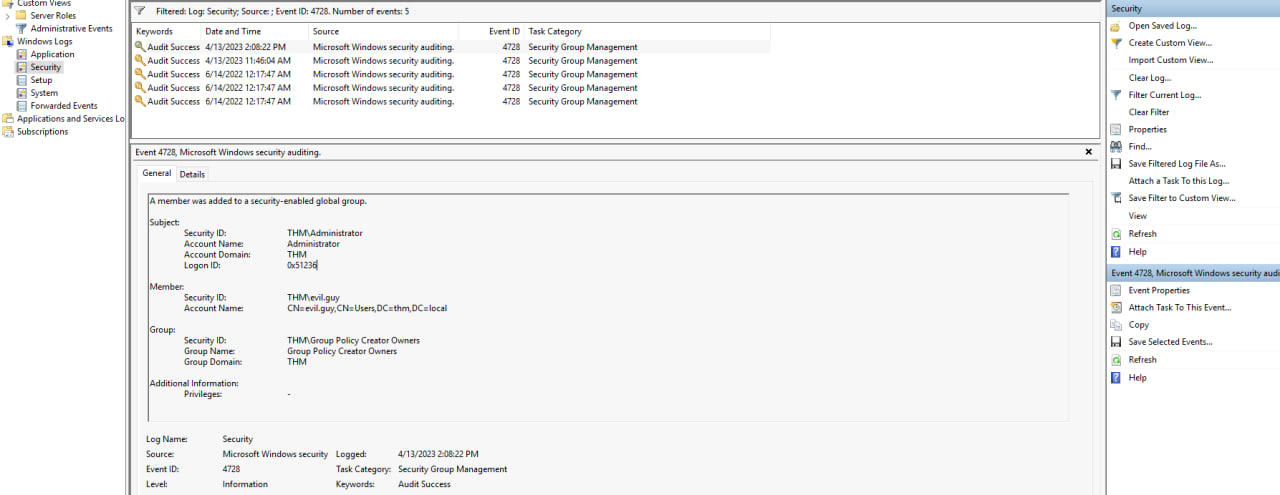 Custom Views
Server Roles
Administrative Events
Windows Logs
Application
Security
Setup
System
Forwarded Events
Applications and Services Lo
Subscriptions
Filtered: Log: Security; Source: ; Event ID: 4728. Number of events: 5
Keywords Date and Time Source Event ID Task Category
Audit Success 4/13/2023 2:08:22 PM Microsoft Windows security auditing. 4728 Security Group Management
Audit Success 4/13/2023 11:46:04 AM Microsoft Windows security auditing. 4728 Security Group Management
Audit Success 6/14/2022 12:17:47 AM Microsoft Windows security auditing. 4728 Security Group Management
Audit Success 6/14/2022 12:17:47 AM Microsoft Windows security auditing. 4728 Security Group Management
Audit Success 6/14/2022 12:17:47 AM Microsoft Windows security auditing. 4728 Security Group Management
Event 4728, Microsoft Windows security auditing.
General Details
A member was added to a security-enabled global group.
Subject:
Security ID: THM\Administrator
Account Name: Administrator
Account Domain: THM
Logon ID: 0x51236
Member:
Security ID: THM\evil.guy
Account Name: CN=evil.guy,CN=Users,DC=thm,DC=local
Group:
Security ID: THM\Group Policy Creator Owners
Group Name: Group Policy Creator Owners
Group Domain: THM
Additional Information:
Privileges: -
Log Name: Security
Source: Microsoft Windows security Logged: 4/13/2023 2:08:22 PM
Event ID: 4728 Task Category: Security Group Management
Level: Information Keywords: Audit Success
Security
Open Saved Log...
Create Custom View...
Import Custom View...
Clear Log...
Filter Current Log...
Clear Filter
Properties
Find...
Save Filtered Log File As...
Attach a Task To this Log...
Save Filter to Custom View...
View
Refresh
Help
Event 4728, Microsoft Windows security audi
Event Properties
Attach Task To This Event...
Copy
Save Selected Events...
Refresh
Help